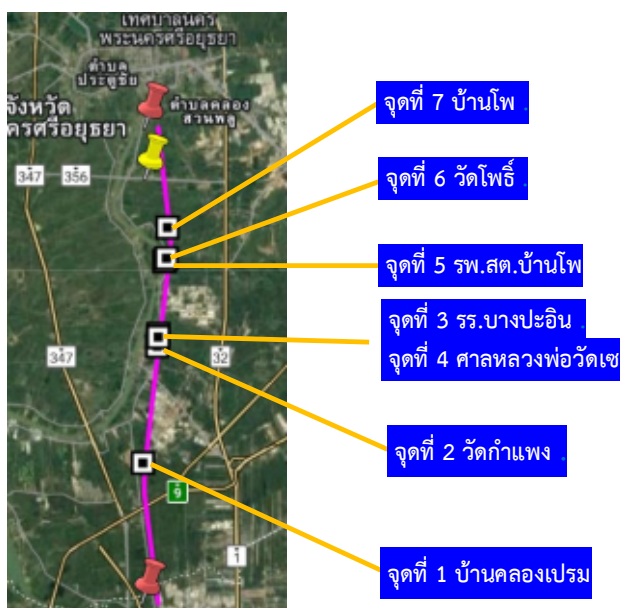 เทศบาลนคร
พระนครศรีอยุธยา
ตำบล
ประตูชัย
จังหวัด
ตำบลคลอง
สวนพลู
นครศรีอยุธยา
347
356
347
32
9
1
จุดที่ 7 บ้านโพ .
จุดที่ 6 วัดโพธิ์ .
จุดที่ 5 รพ.สต.บ้านโพ
จุดที่ 3 รร.บางปะอิน .
จุดที่ 4 ศาลหลวงพ่อวัดเซ
จุดที่ 2 วัดกำแพง .
จุดที่ 1 บ้านคลองเปรม